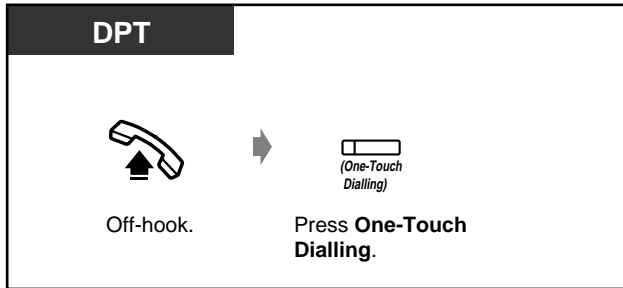 DPT
(One-Touch
Dialling)
Off-hook.
Press One-Touch
Dialling.